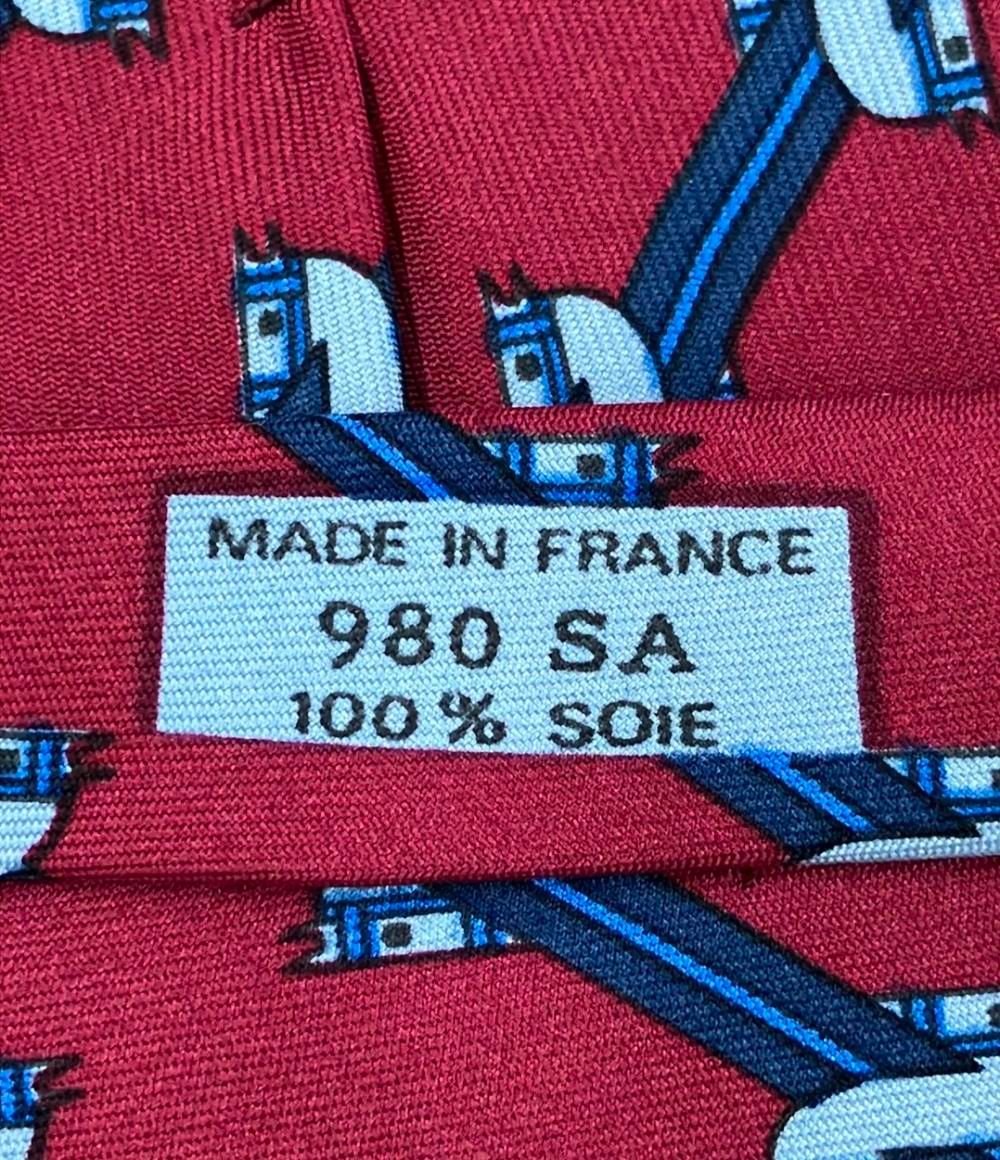 MADE IN FRANCE
980 SA
100 % SOIE